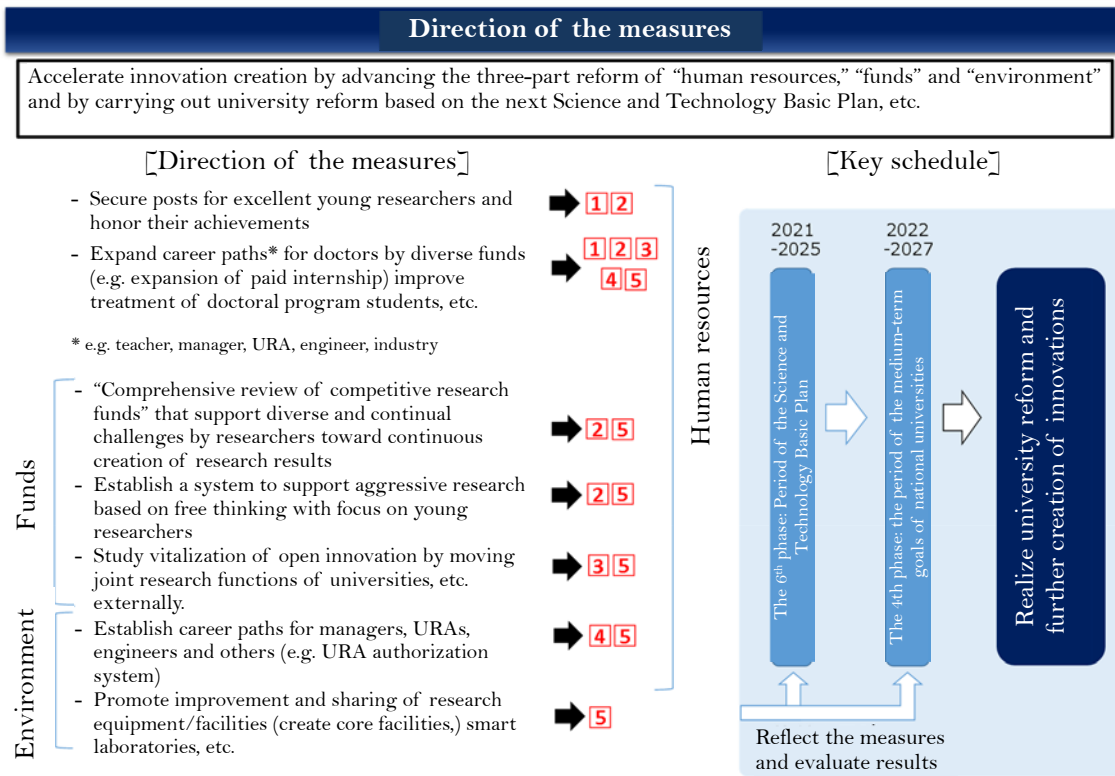 Direction of the measures
Accelerate innovation creation by advancing the three-part reform of “human resources,” “funds” and “environment”
and by carrying out university reform based on the next Science and Technology Basic Plan, etc.
[Direction of the measures]
- Secure posts for excellent young researchers and
honor their achievements
1 2
- Expand career paths* for doctors by diverse funds
(e.g. expansion of paid internship) improve
treatment of doctoral program students, etc.
1 2 3
4 5
* e.g. teacher, manager, URA, engineer, industry
Funds
- “Comprehensive review of competitive research
funds” that support diverse and continual
challenges by researchers toward continuous
creation of research results
2 5
- Establish a system to support aggressive research
based on free thinking with focus on young
researchers
2 5
- Study vitalization of open innovation by moving
joint research functions of universities, etc.
externally.
3 5
Environment
- Establish career paths for managers, URAs,
engineers and others (e.g. URA authorization
system)
4 5
- Promote improvement and sharing of research
equipment/facilities (create core facilities,) smart
laboratories, etc.
5
Human resources
[Key schedule]
2021
-2025
The 6th phase: Period of the Science and
Technology Basic Plan
2022
-2027
The 4th phase: the period of the medium-term
goals of national universities
Realize university reform and
further creation of innovations
Reflect the measures
and evaluate results